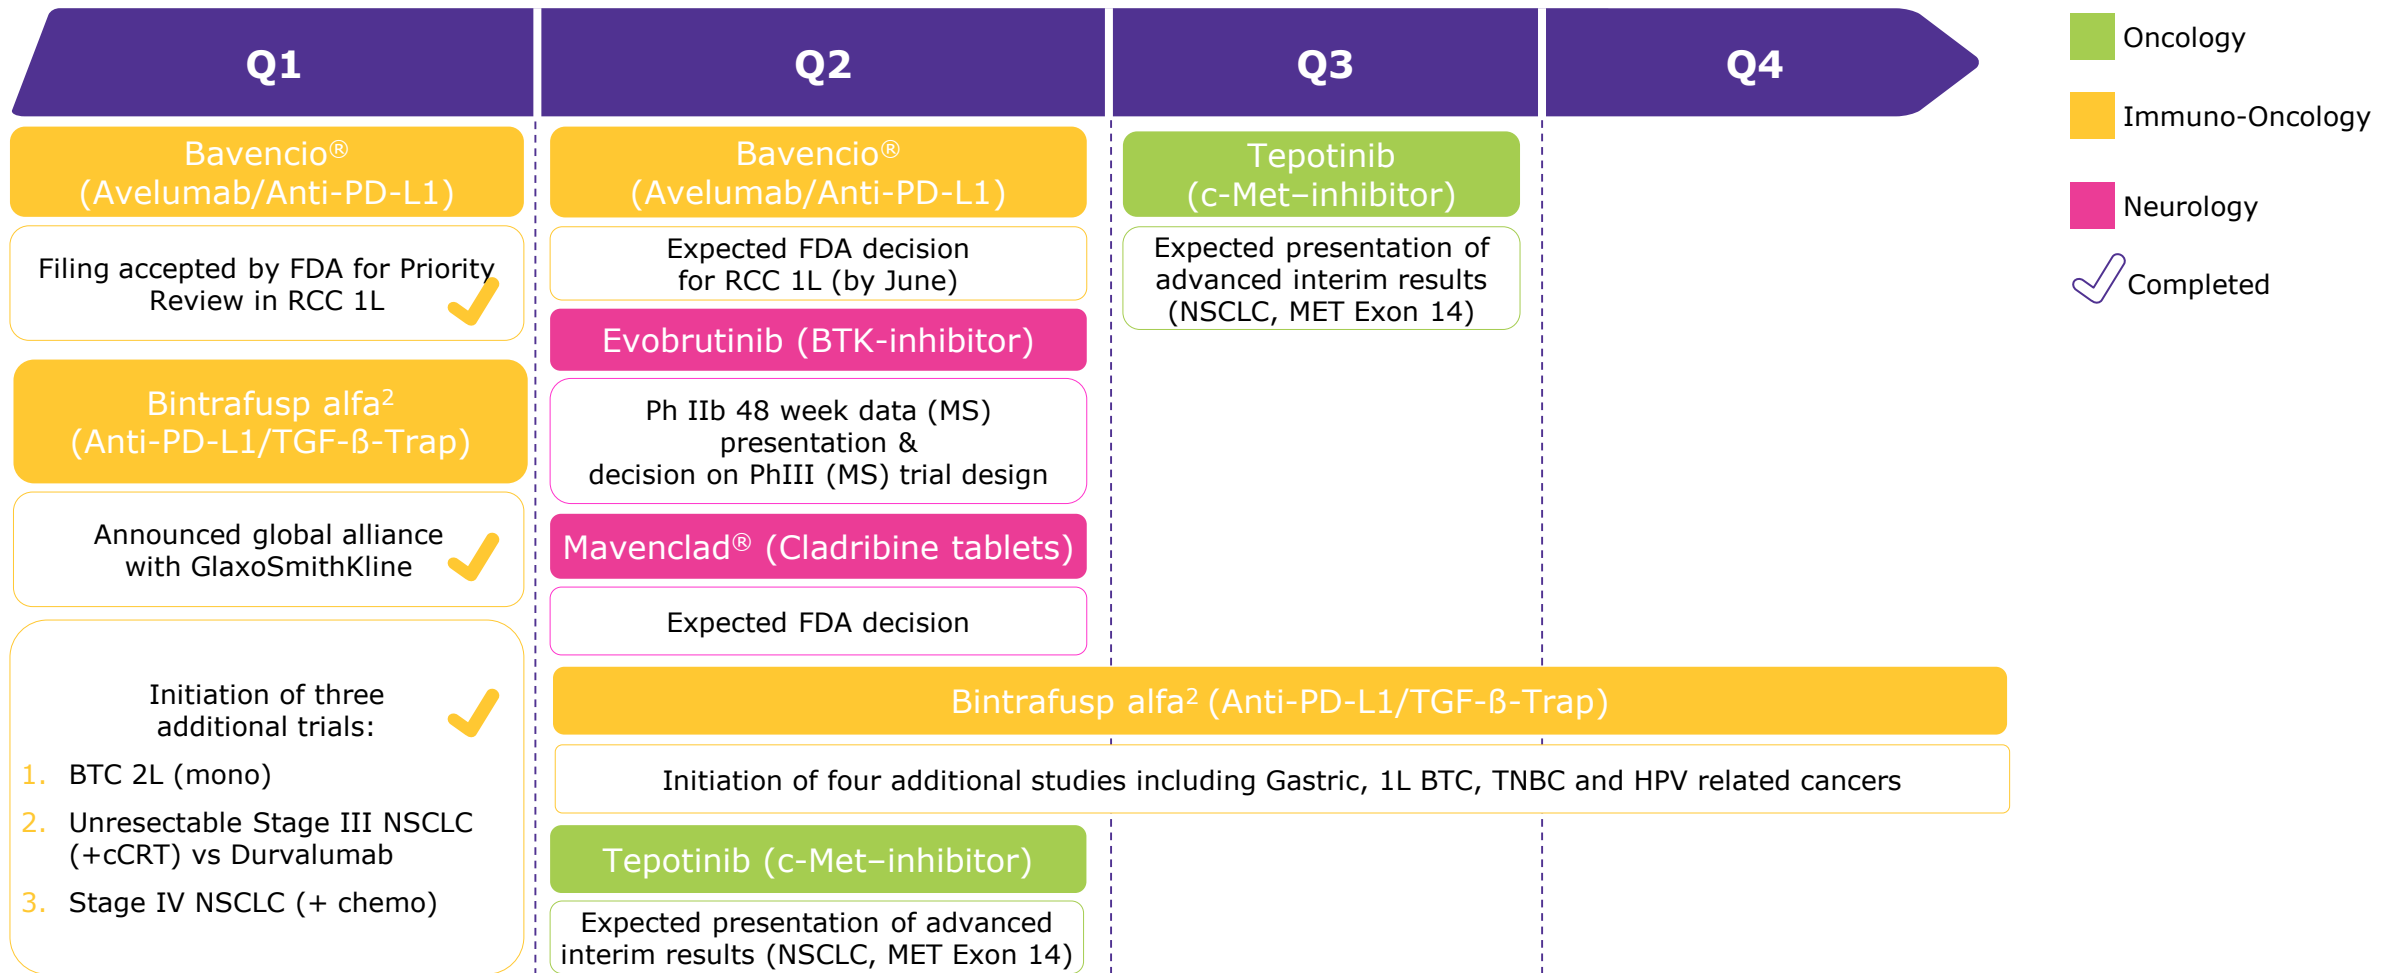 Q1
Q2
Q3
Q4
Oncology
Immuno-Oncology
Neurology
Completed
Bavencio®
(Avelumab/Anti-PD-L1)
Filing accepted by FDA for Priority
Review in RCC 1L
Bintrafusp alfa²
(Anti-PD-L1/TGF-ß-Trap)
Announced global alliance
with GlaxoSmithKline
Initiation of three
additional trials:
1. BTC 2L (mono)
2. Unresectable Stage III NSCLC
(+cCRT) vs Durvalumab
3. Stage IV NSCLC (+ chemo)
Bavencio®
(Avelumab/Anti-PD-L1)
Expected FDA decision
for RCC 1L (by June)
Evobrutinib (BTK-inhibitor)
Ph IIb 48 week data (MS)
presentation &
decision on PhIII (MS) trial design
Mavenclad® (Cladribine tablets)
Expected FDA decision
Bintrafusp alfa² (Anti-PD-L1/TGF-ß-Trap)
Initiation of four additional studies including Gastric, 1L BTC, TNBC and HPV related cancers
Tepotinib (c-Met–inhibitor)
Expected presentation of advanced
interim results (NSCLC, MET Exon 14)
Tepotinib
(c-Met–inhibitor)
Expected presentation of
advanced interim results
(NSCLC, MET Exon 14)